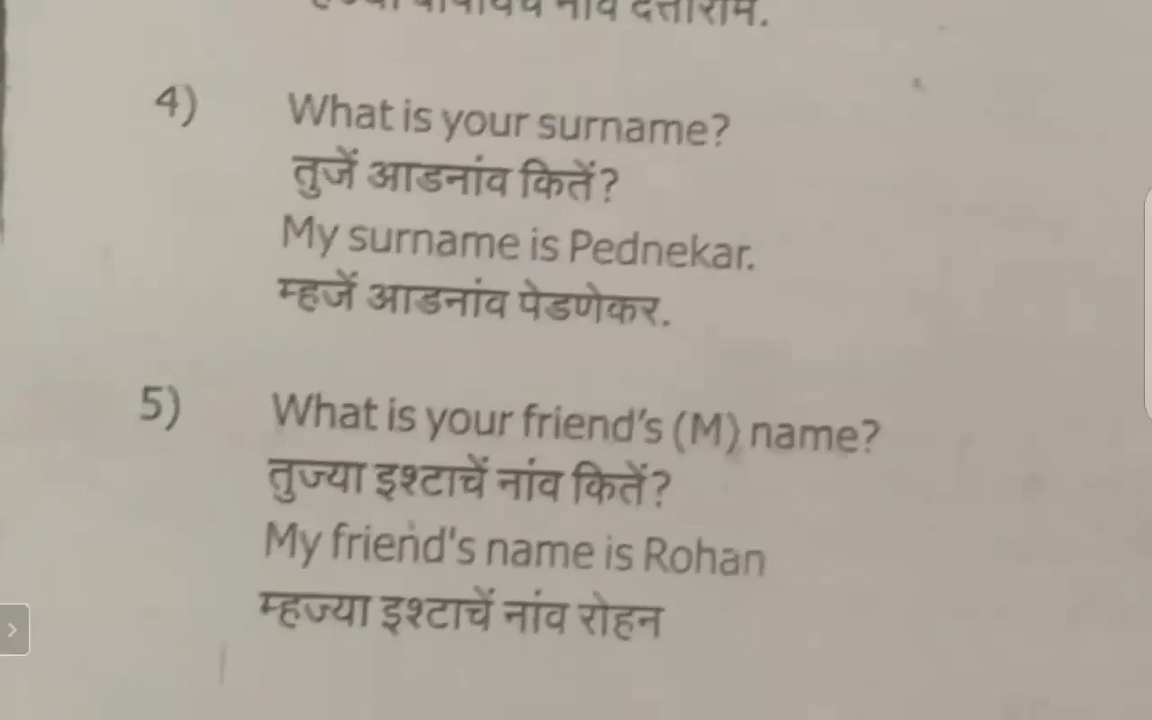 नांव दत्ताराम.
4) What is your surname?
तुजें आडनांव कितें?
My surname is Pednekar.
म्हजें आडनांव पेडणेकर.
5) What is your friend's (M) name?
तुज्या इश्टाचें नांव कितें?
My friend's name is Rohan
म्हज्या इश्टाचें नांव रोहन